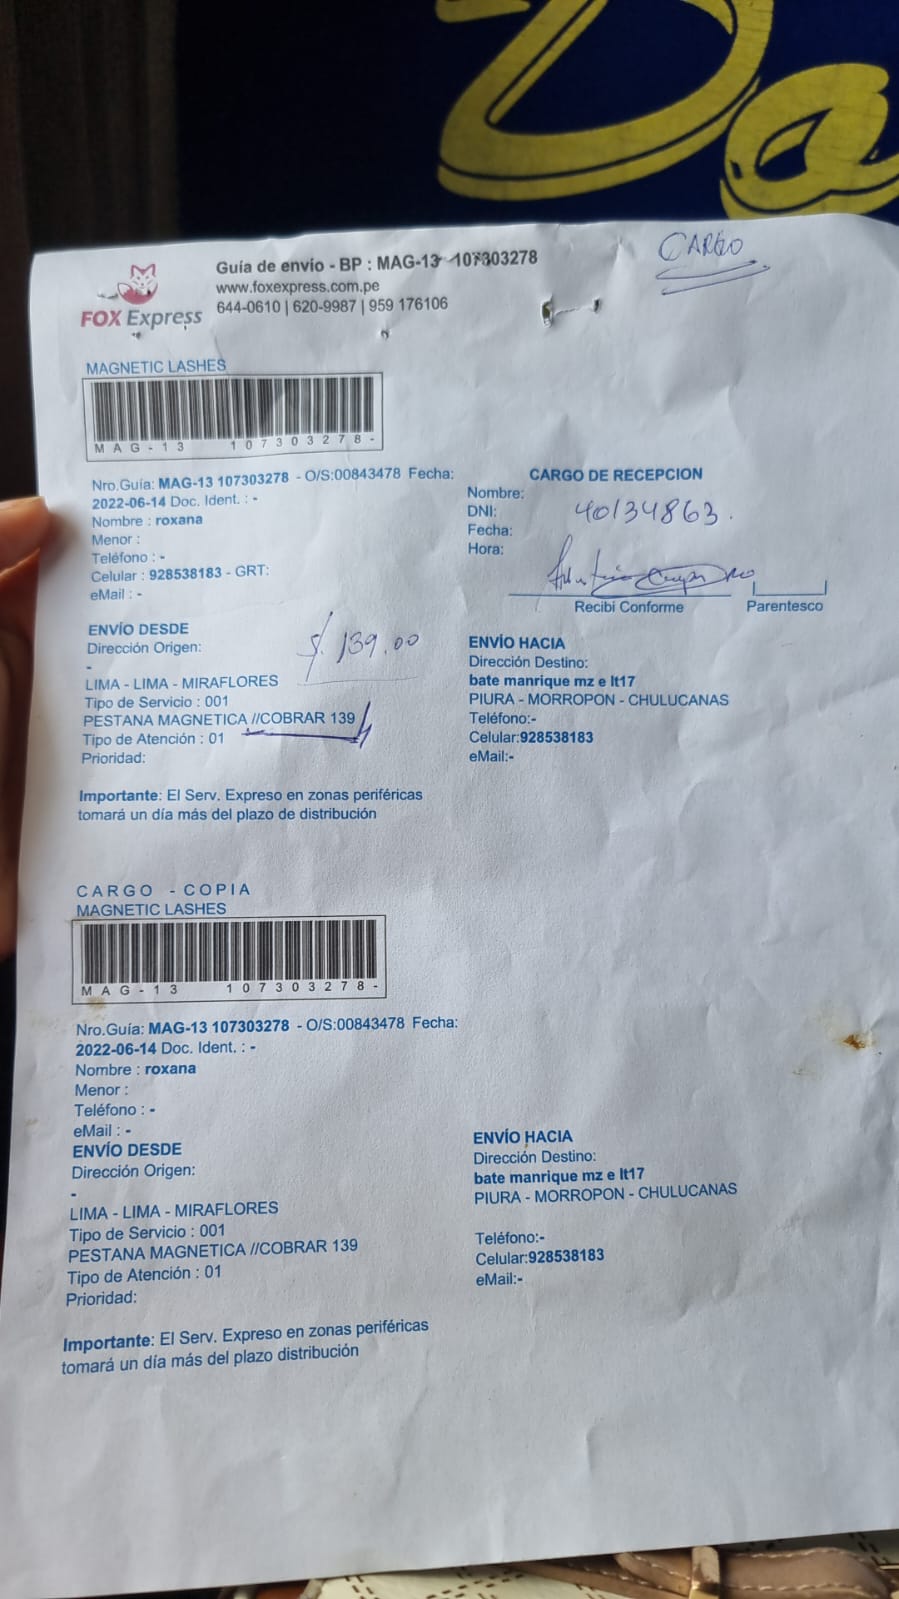 Da
CARGO
Guía de envío - BP : MAG-13 107303278
www.foxexpress.com.pe
644-0610 | 620-9987 | 959 176106
FOX Express
MAGNETIC LASHES
MAG-13 107303278-
Nro.Guía: MAG-13 107303278 - O/S:00843478 Fecha:
2022-06-14 Doc. Ident. : -
Nombre : roxana
Menor :
Teléfono : -
Celular : 928538183 - GRT:
eMail : -
CARGO DE RECEPCION
Nombre:
DNI: 40134863.
Fecha:
Hora:
Recibi Conforme Parentesco
ENVÍO DESDE
Dirección Origen:
-
S/. 139.00
LIMA - LIMA - MIRAFLORES
Tipo de Servicio : 001
PESTANA MAGNETICA //COBRAR 139
Tipo de Atención : 01
Prioridad:
ENVÍO HACIA
Dirección Destino:
bate manrique mz e lt17
PIURA - MORROPON - CHULUCANAS
Teléfono:-
Celular:928538183
eMail:-
Importante: El Serv. Expreso en zonas periféricas
tomará un día más del plazo de distribución
CARGO - COPIA
MAGNETIC LASHES
MAG-13 107303278-
Nro.Guía: MAG-13 107303278 - O/S:00843478 Fecha:
2022-06-14 Doc. Ident. : -
Nombre : roxana
Menor :
Teléfono : -
eMail : -
ENVÍO DESDE
Dirección Origen:
-
LIMA - LIMA - MIRAFLORES
Tipo de Servicio : 001
PESTANA MAGNETICA //COBRAR 139
Tipo de Atención : 01
Prioridad:
ENVÍO HACIA
Dirección Destino:
bate manrique mz e lt17
PIURA - MORROPON - CHULUCANAS
Teléfono:-
Celular:928538183
eMail:-
Importante: El Serv. Expreso en zonas periféricas
tomará un día más del plazo distribución